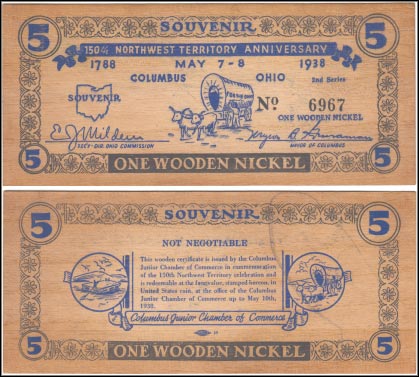 5 SOUVENIR 5
150TH NORTHWEST TERRITORY ANNIVERSARY
1788 MAY 7-8 1938
COLUMBUS OHIO 2nd Series
SOUVENIR
No 6967
ONE WOODEN NICKEL
SEC'Y-DIR. OHIO COMMISSION
MAYOR OF COLUMBUS
5 ONE WOODEN NICKEL 5
5 SOUVENIR 5
NOT NEGOTIABLE
This wooden certificate is issued by the Columbus
Junior Chamber of Commerce in commemoration
of the 150th Northwest Territory celebration and
is redeemable at the face value, stamped hereon, in
United States coin, at the office of the Columbus
Junior Chamber of Commerce up to May 10th,
1938.
Columbus Junior Chamber of Commerce
5 ONE WOODEN NICKEL 5